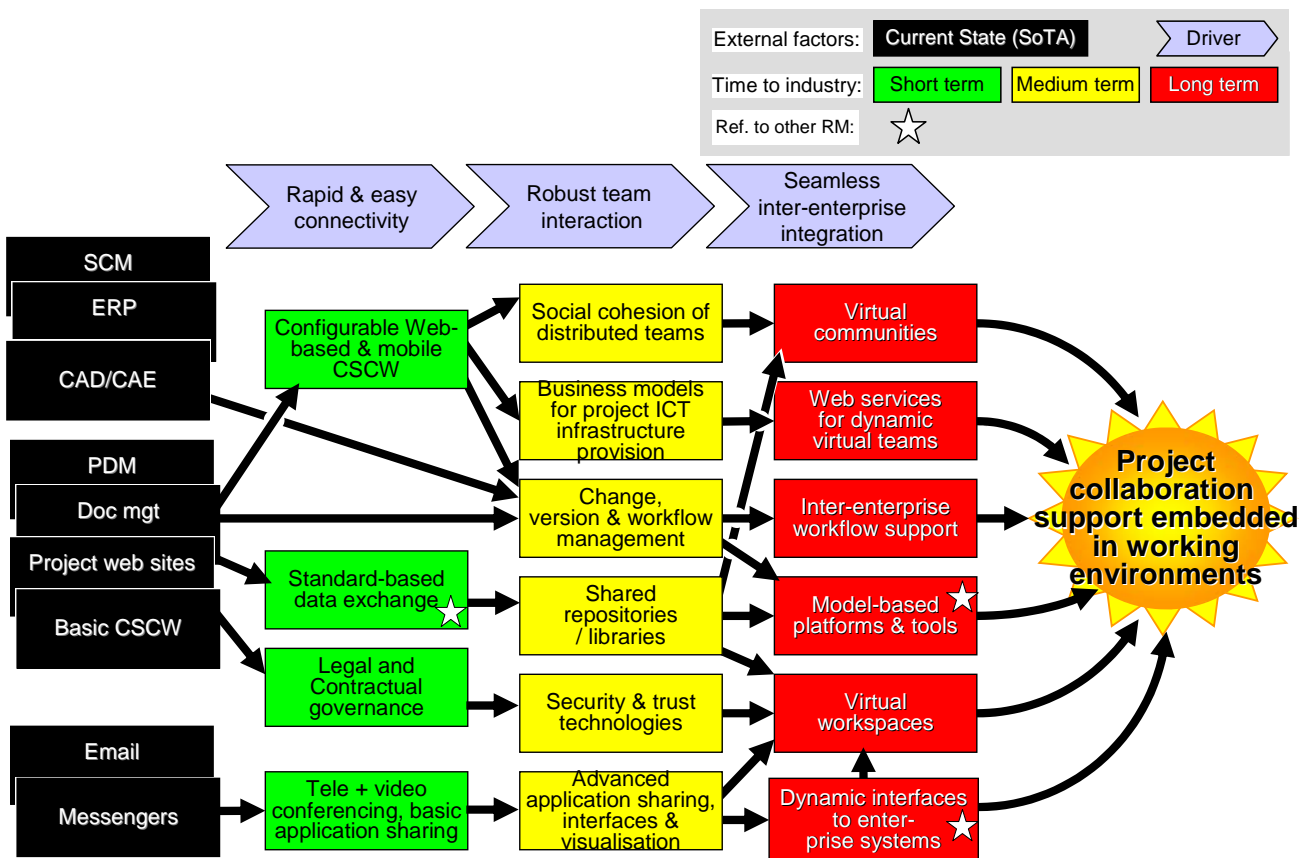 External factors:
Current State (SoTA)
Driver
Time to industry:
Short term
Medium term
Long term
Ref. to other RM:
Rapid & easy
connectivity
Robust team
interaction
Seamless
inter-enterprise
integration
SCM
ERP
CAD/CAE
PDM
Doc mgt
Project web sites
Basic CSCW
Email
Messengers
Configurable Web-
based & mobile
CSCW
Standard-based
data exchange
Legal and
Contractual
governance
Tele + video
conferencing, basic
application sharing
Social cohesion of
distributed teams
Business models
for project ICT
infrastructure
provision
Change,
version & workflow
management
Shared
repositories
/ libraries
Security & trust
technologies
Advanced
application sharing,
interfaces &
visualisation
Virtual
communities
Web services
for dynamic
virtual teams
Inter-enterprise
workflow support
Model-based
platforms & tools
Virtual
workspaces
Dynamic interfaces
to enter-
prise systems
Project
collaboration
support embedded
in working
environments